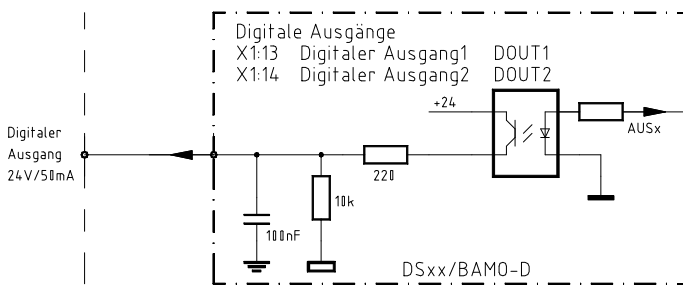 Digitale Ausgänge
X1:13 Digitaler Ausgang1 DOUT1
X1:14 Digitaler Ausgang2 DOUT2
+24
AUSx
Digitaler
Ausgang
24V/50mA
220
10k
100nF
DSxx/BAMO-D